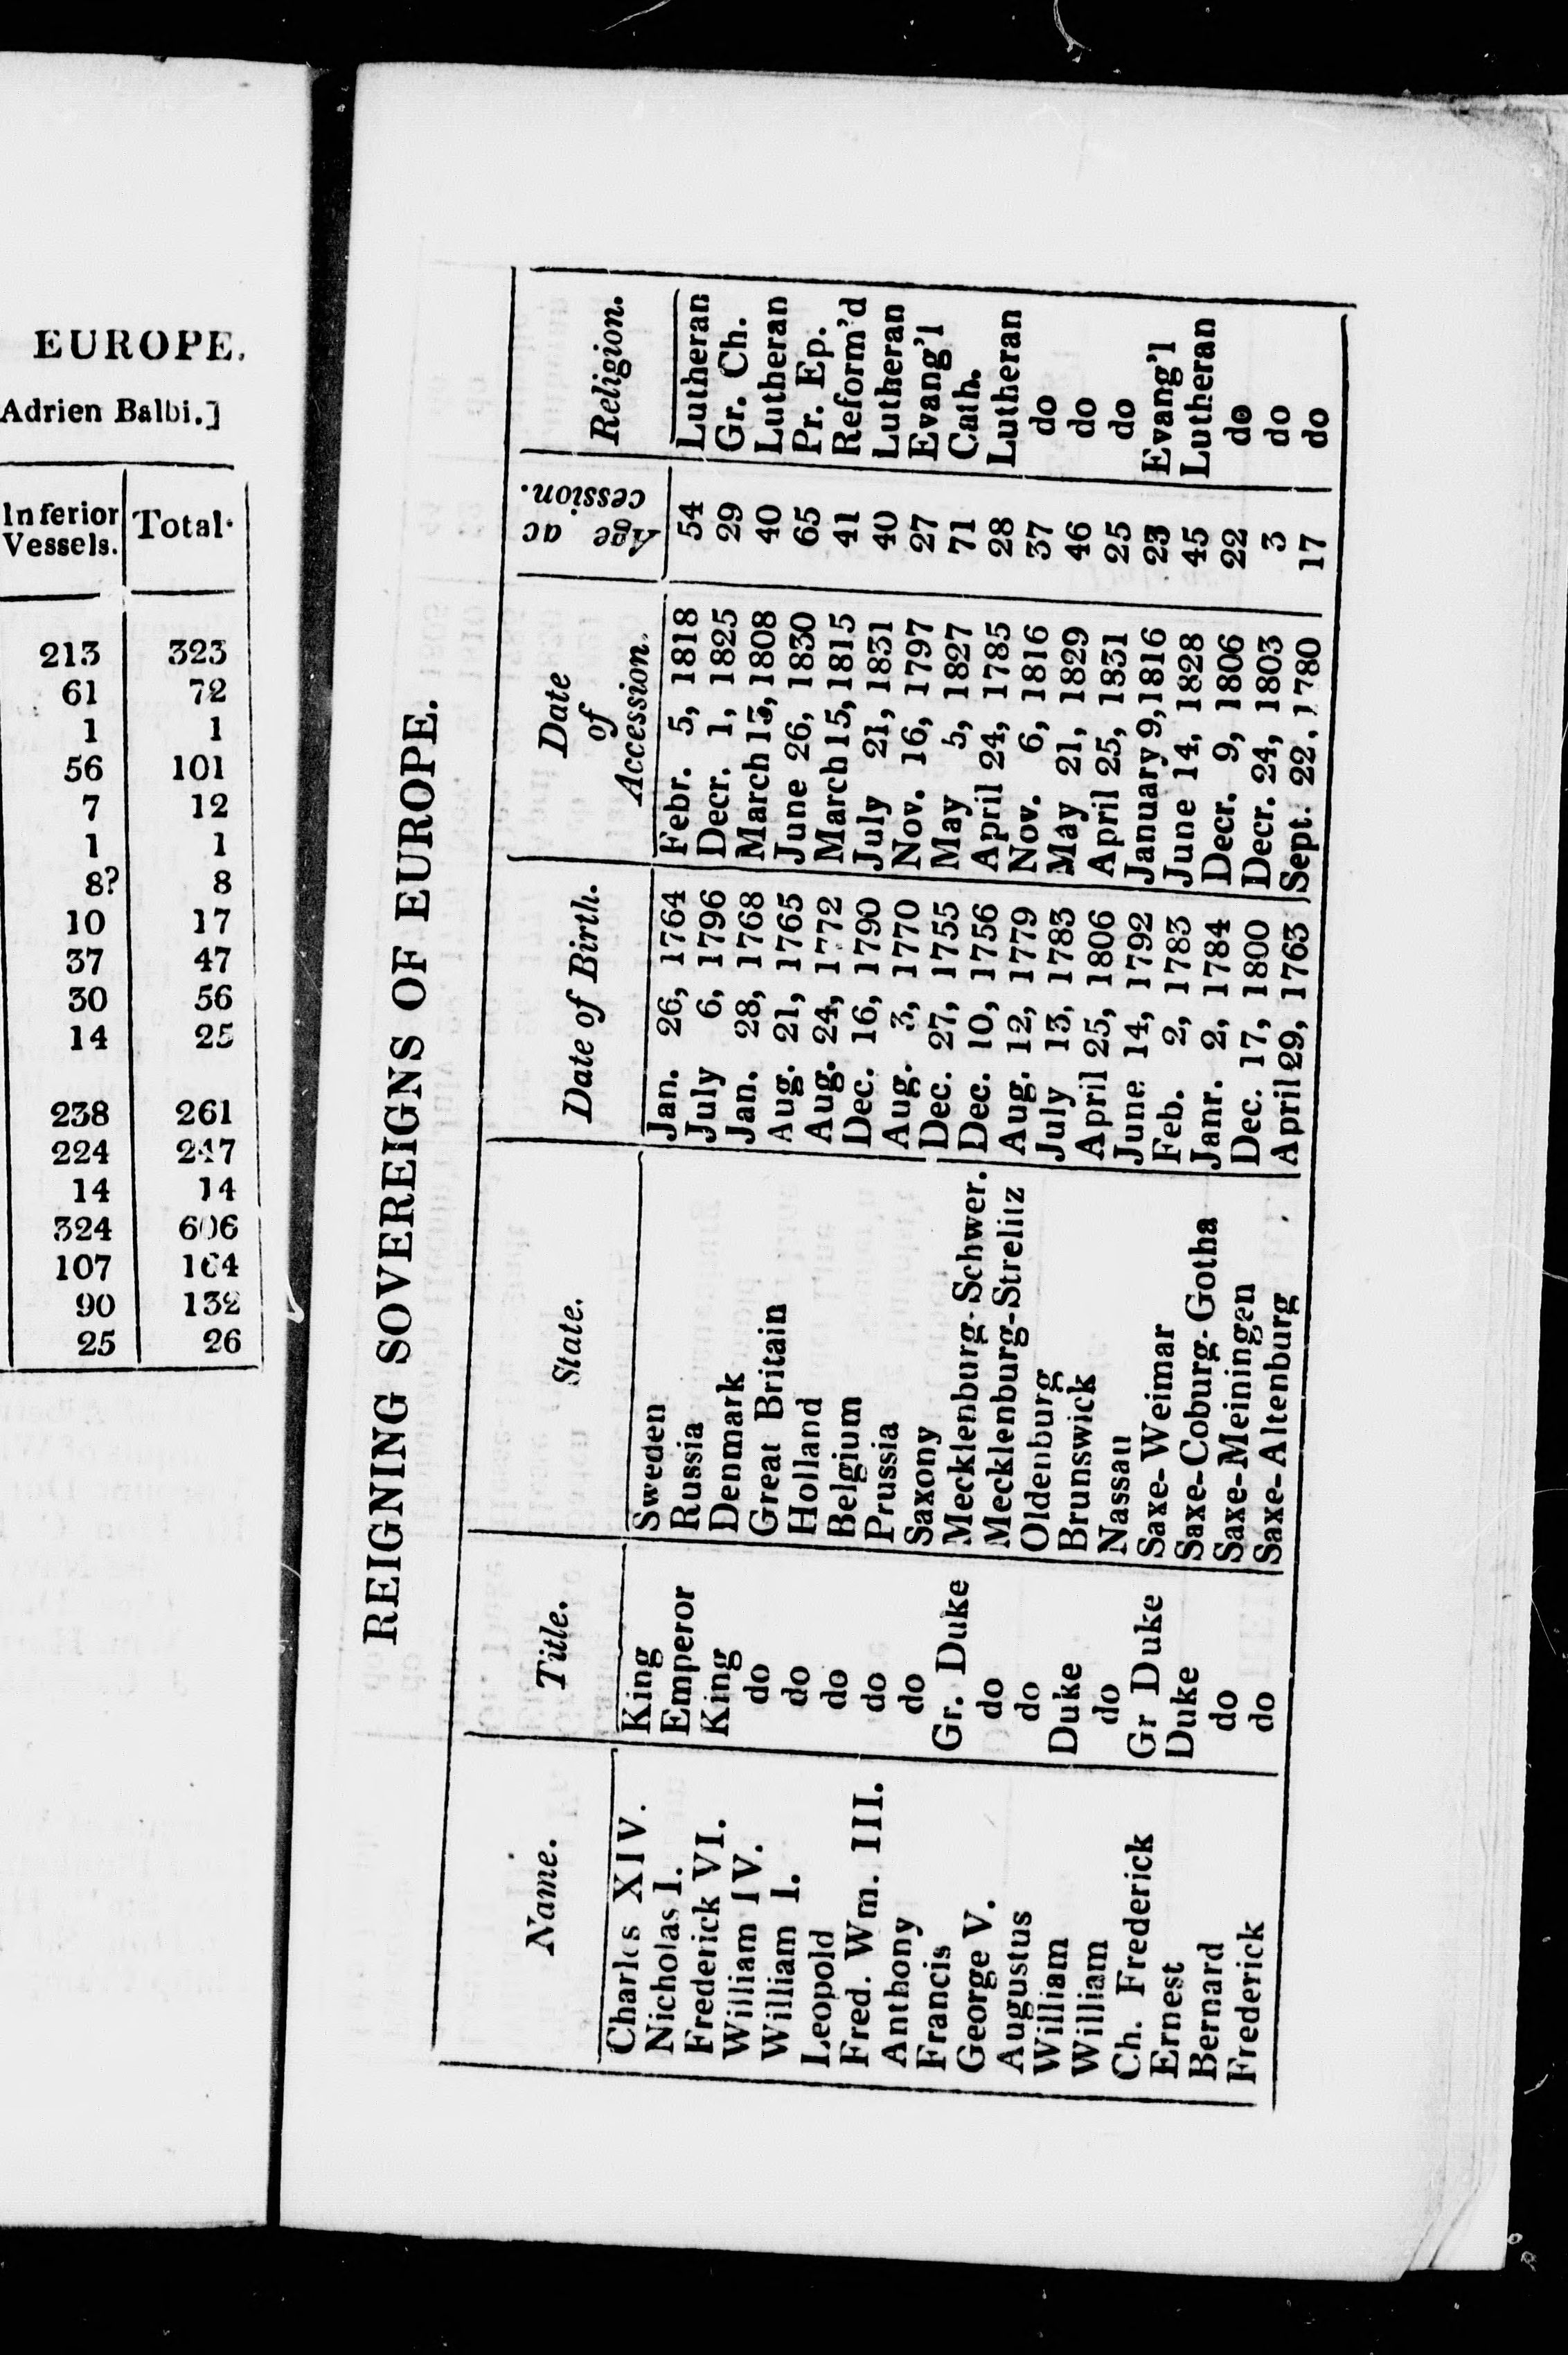 EUROPE.
Adrien Balbi.]
Inferior Vessels. Total.
213 323
61 72
1 1
56 101
7 12
1 1
8? 8
10 17
37 47
30 56
14 25
238 261
224 247
14 14
324 606
107 164
90 132
25 26
REIGNING SOVEREIGNS OF EUROPE.
Name. Title. State. Date of Birth. Date of Accession. Age ac cession. Religion.
Charles XIV. King Sweden Jan. 26, 1764 Febr. 5, 1818 54 Lutheran
Nicholas I. Emperor Russia July 6, 1796 Decr. 1, 1825 29 Gr. Ch.
Frederick VI. King Denmark Jan. 28, 1768 March 13, 1808 40 Lutheran
William IV. do Great Britain Aug. 21, 1765 June 26, 1830 65 Pr. Ep.
William I. do Holland Aug. 24, 1772 March 15, 1815 41 Reform'd
Leopold do Belgium Dec. 16, 1790 July 21, 1831 40 Lutheran
Fred. Wm. III. do Prussia Aug. 3, 1770 Nov. 16, 1797 27 Evang'l
Anthony do Saxony Dec. 27, 1755 May 5, 1827 71 Cath.
Francis Gr. Duke Mecklenburg-Schwer. Dec. 10, 1756 April 24, 1785 28 Lutheran
George V. do Mecklenburg-Strelitz Aug. 12, 1779 Nov. 6, 1816 37 do
Augustus do Oldenburg July 13, 1783 May 21, 1829 46 do
William Duke Brunswick April 25, 1806 April 25, 1831 25 do
William do Nassau June 14, 1792 January 9, 1816 23 Evang'l
Ch. Frederick Gr Duke Saxe-Weimar Feb. 2, 1783 June 14, 1828 45 Lutheran
Ernest Duke Saxe-Coburg-Gotha Janr. 2, 1784 Decr. 9, 1806 22 do
Bernard do Saxe-Meiningen Dec. 17, 1800 Decr. 24, 1803 3 do
Frederick do Saxe-Altenburg April 29, 1763 Sept. 22, 1780 17 do